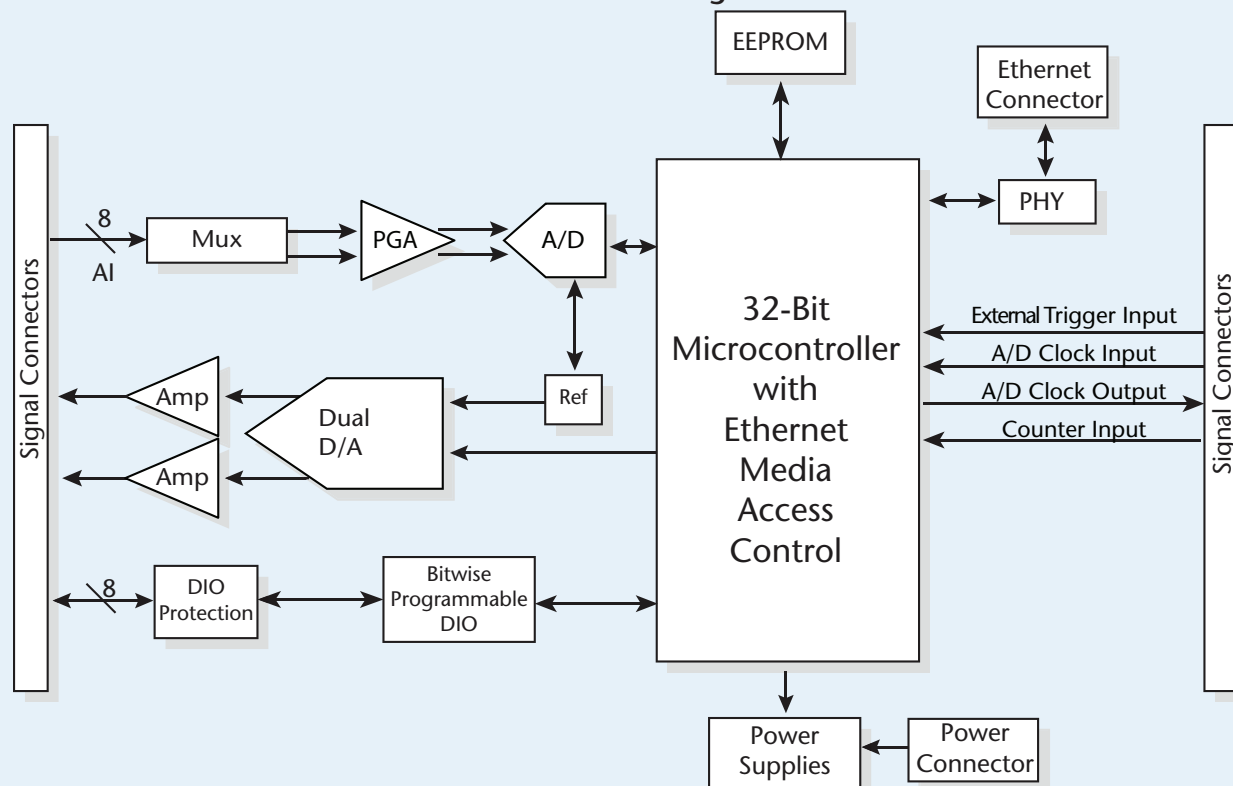 EEPROM
Ethernet
Connector
PHY
Signal Connectors
8
AI
Mux
PGA
A/D
32-Bit
Microcontroller
with
Ethernet
Media
Access
Control
External Trigger Input
A/D Clock Input
A/D Clock Output
Counter Input
Signal Connectors
Amp
Amp
Dual
D/A
Ref
8
DIO
Protection
Bitwise
Programmable
DIO
Power
Supplies
Power
Connector